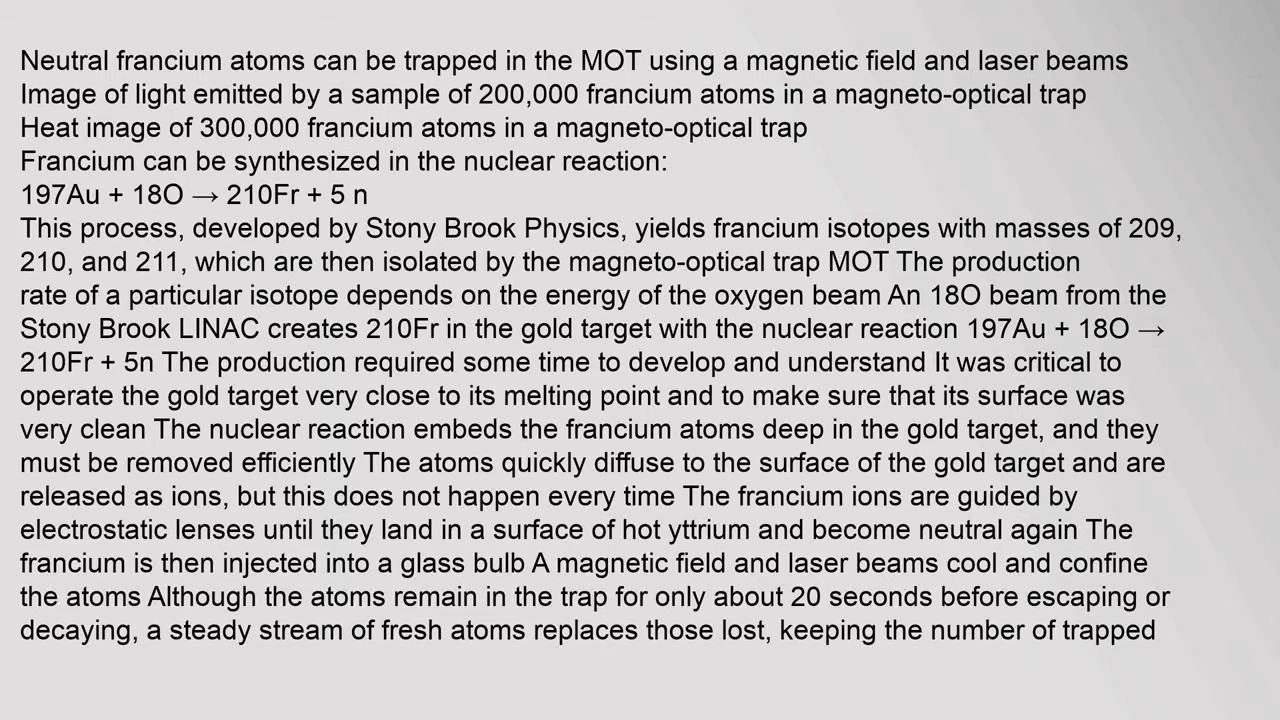 Neutral francium atoms can be trapped in the MOT using a magnetic field and laser beams
Image of light emitted by a sample of 200,000 francium atoms in a magneto-optical trap
Heat image of 300,000 francium atoms in a magneto-optical trap
Francium can be synthesized in the nuclear reaction:
197Au + 18O → 210Fr + 5 n
This process, developed by Stony Brook Physics, yields francium isotopes with masses of 209,
210, and 211, which are then isolated by the magneto-optical trap MOT The production
rate of a particular isotope depends on the energy of the oxygen beam An 18O beam from the
Stony Brook LINAC creates 210Fr in the gold target with the nuclear reaction 197Au + 18O →
210Fr + 5n The production required some time to develop and understand It was critical to
operate the gold target very close to its melting point and to make sure that its surface was
very clean The nuclear reaction embeds the francium atoms deep in the gold target, and they
must be removed efficiently The atoms quickly diffuse to the surface of the gold target and are
released as ions, but this does not happen every time The francium ions are guided by
electrostatic lenses until they land in a surface of hot yttrium and become neutral again The
francium is then injected into a glass bulb A magnetic field and laser beams cool and confine
the atoms Although the atoms remain in the trap for only about 20 seconds before escaping or
decaying, a steady stream of fresh atoms replaces those lost, keeping the number of trapped